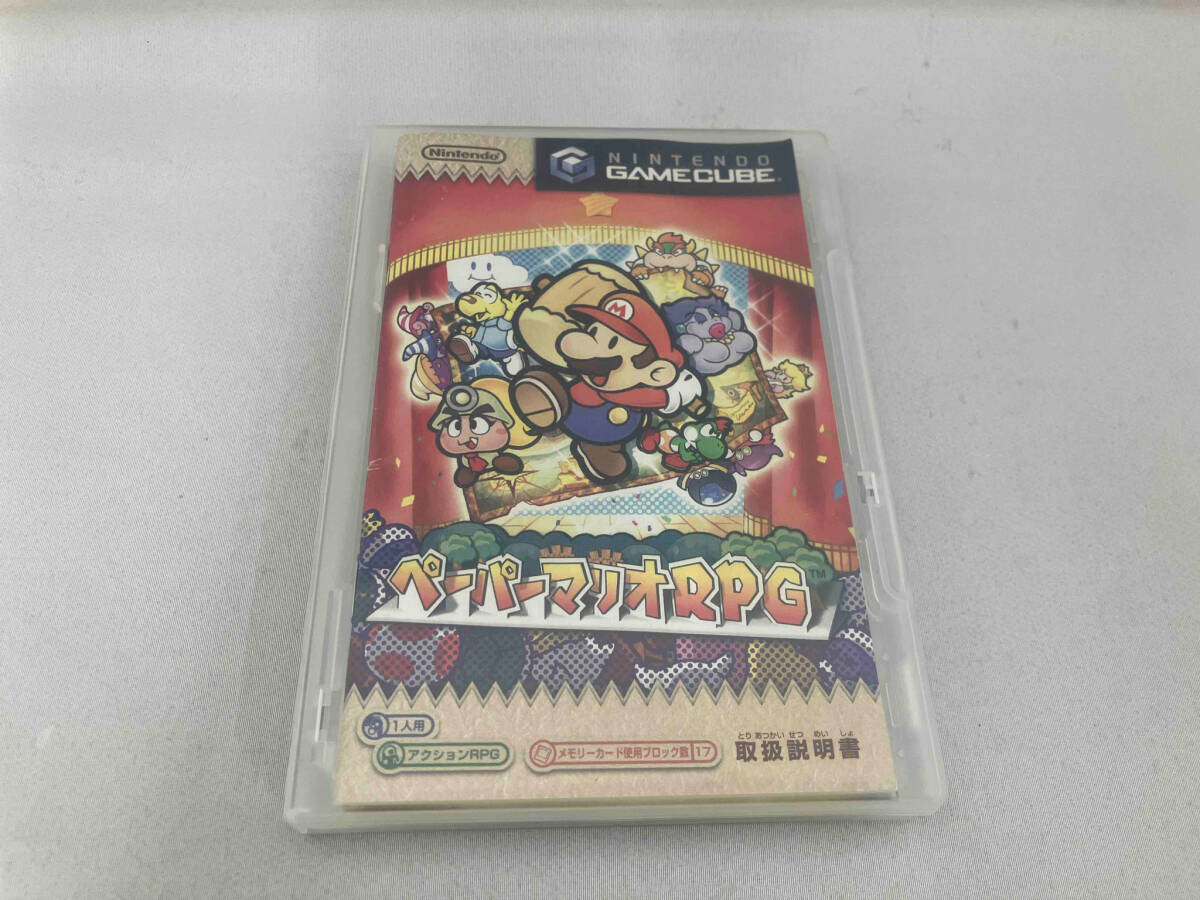 Nintendo
NINTENDO
GAMECUBE
M
ペーパーマリオRPG™
1人用
アクションRPG
メモリーカード使用ブロック数 17
とり あつかい せつ めい しょ
取扱説明書